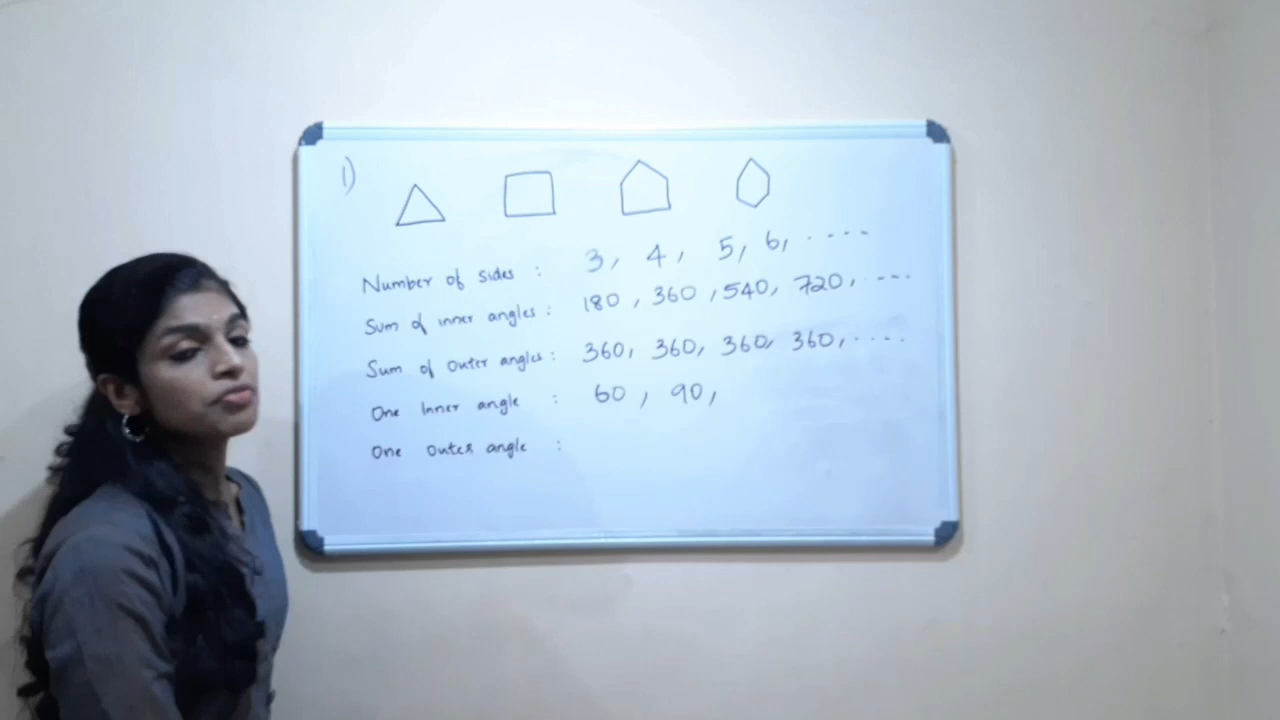 1)
Number of sides : 3, 4, 5, 6, .....
Sum of inner angles : 180, 360, 540, 720, ....
Sum of outer angles : 360, 360, 360, 360, ....
One Inner angle : 60, 90,
One outer angle :